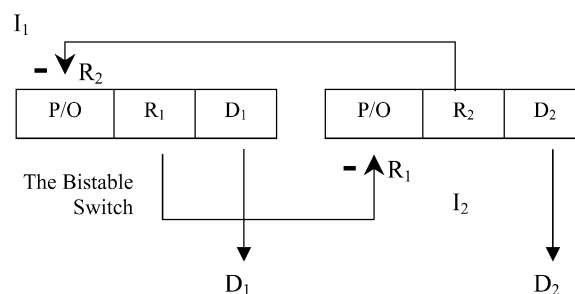 I1
- R2
P/O R1 D1 P/O R2 D2
The Bistable
Switch
- R1
I2
D1 D2